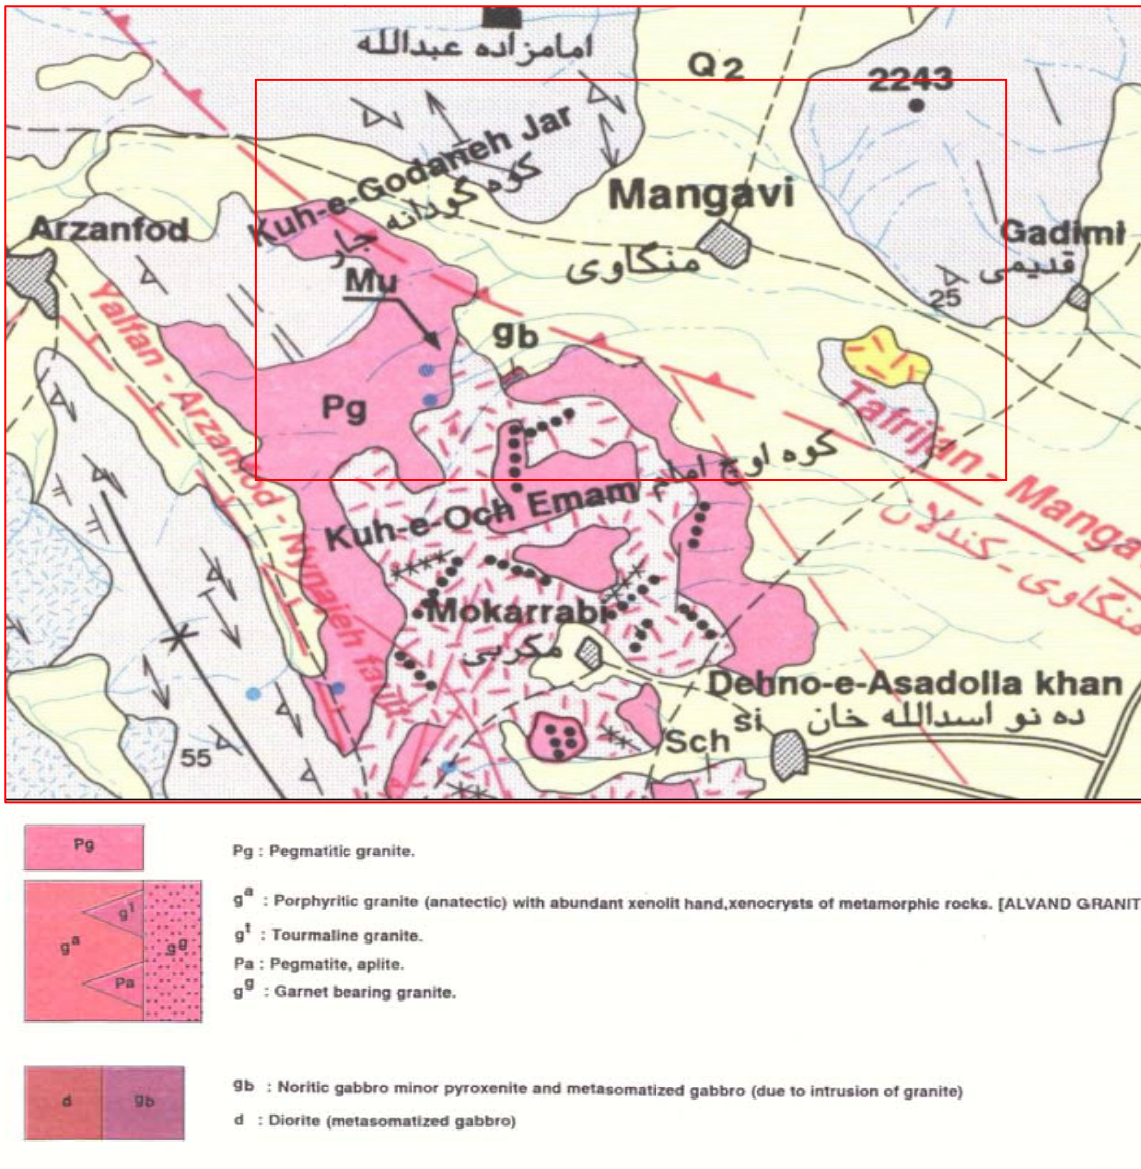 امامزاده عبدالله
Q2
2243
Kuh-e-Godaneh Jar
کوه گودانه جار
Mangavi
منگاوی
Arzanfod
Gadimi
قدیمی
25
Mu
gb
Pg
Yalfan - Arzanfod - Nymajeh fault
Tafrijan - Manga
منگاوی - کندلان
کوه اوچ امام
Kuh-e-Och Emam
Mokarrabi
مکربی
Dehno-e-Asadolla khan
ده نو اسدالله خان
si
Sch
55
Pg
Pg : Pegmatitic granite.
gᵃ : Porphyritic granite (anatectic) with abundant xenolit hand,xenocrysts of metamorphic rocks. [ALVAND GRANIT
gᵗ : Tourmaline granite.
Pa : Pegmatite, aplite.
gᵍ : Garnet bearing granite.
gᵗ
gᵃ
gᵍ
Pa
gb : Noritic gabbro minor pyroxenite and metasomatized gabbro (due to intrusion of granite)
d gb
d : Diorite (metasomatized gabbro)